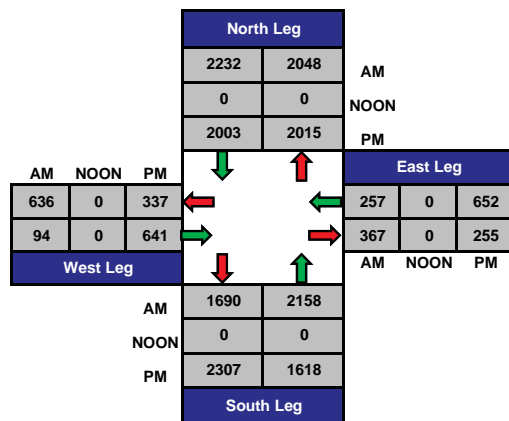 North Leg
2232 2048 AM
0 0 NOON
2003 2015 PM
AM NOON PM
East Leg
636 0 337
257 0 652
94 0 641
367 0 255
West Leg
AM NOON PM
AM 1690 2158
NOON 0 0
PM 2307 1618
South Leg